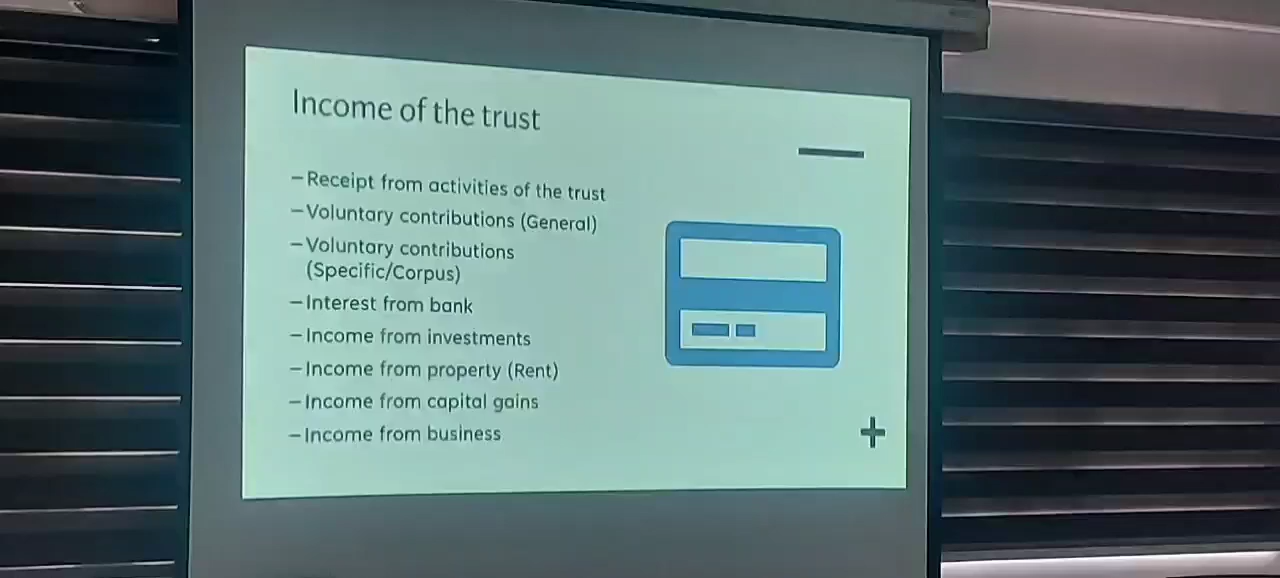 Income of the trust
– Receipt from activities of the trust
– Voluntary contributions (General)
– Voluntary contributions
(Specific/Corpus)
– Interest from bank
– Income from investments
– Income from property (Rent)
– Income from capital gains
– Income from business